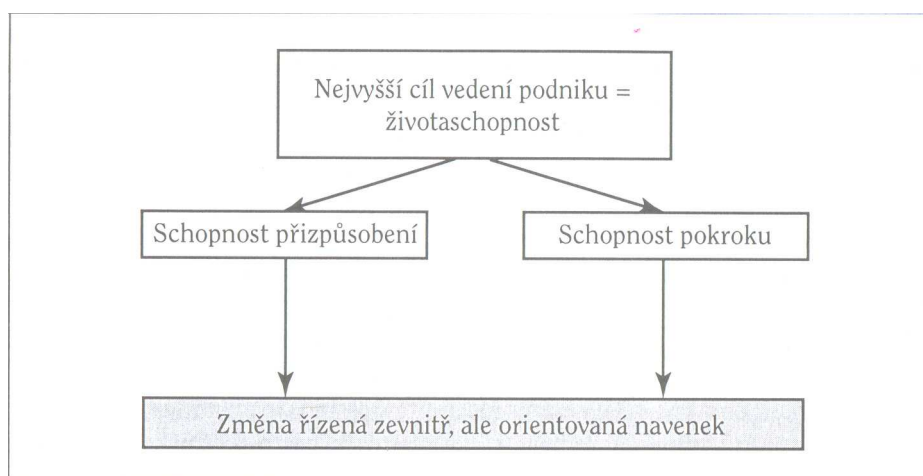 Nejvyšší cíl vedení podniku =
životaschopnost
Schopnost přizpůsobení
Schopnost pokroku
Změna řízená zevnitř, ale orientovaná navenek